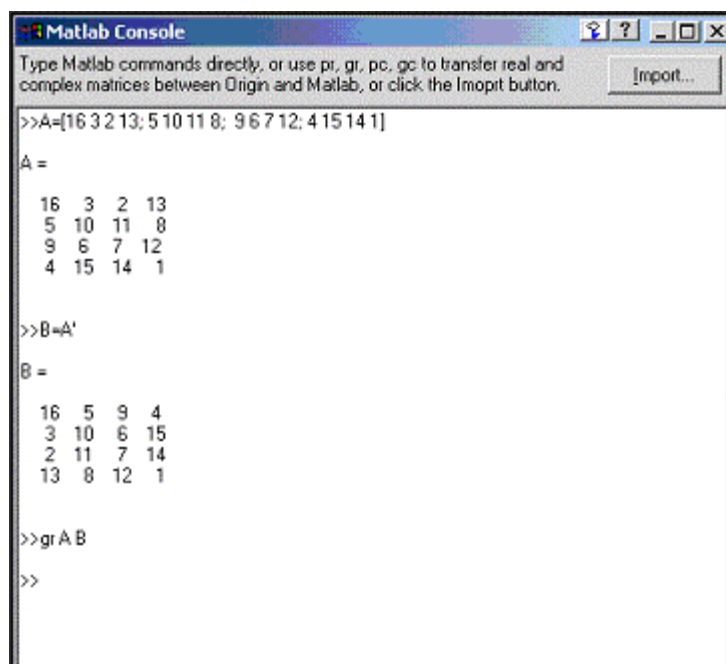 Matlab Console
Type Matlab commands directly, or use pr, gr, pc, gc to transfer real and
complex matrices between Origin and Matlab, or click the Imoprt button.
Import...
>>A=[16 3 2 13; 5 10 11 8;  9 6 7 12; 4 15 14 1]
A =
16 3 2 13
5 10 11 8
9 6 7 12
4 15 14 1
>>B=A'
B =
16 5 9 4
3 10 6 15
2 11 7 14
13 8 12 1
>>gr A B
>>